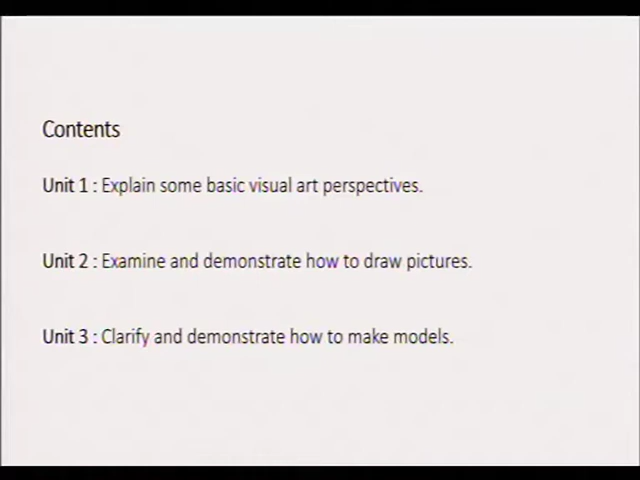 Contents
Unit 1 : Explain some basic visual art perspectives.
Unit 2 : Examine and demonstrate how to draw pictures.
Unit 3 : Clarify and demonstrate how to make models.